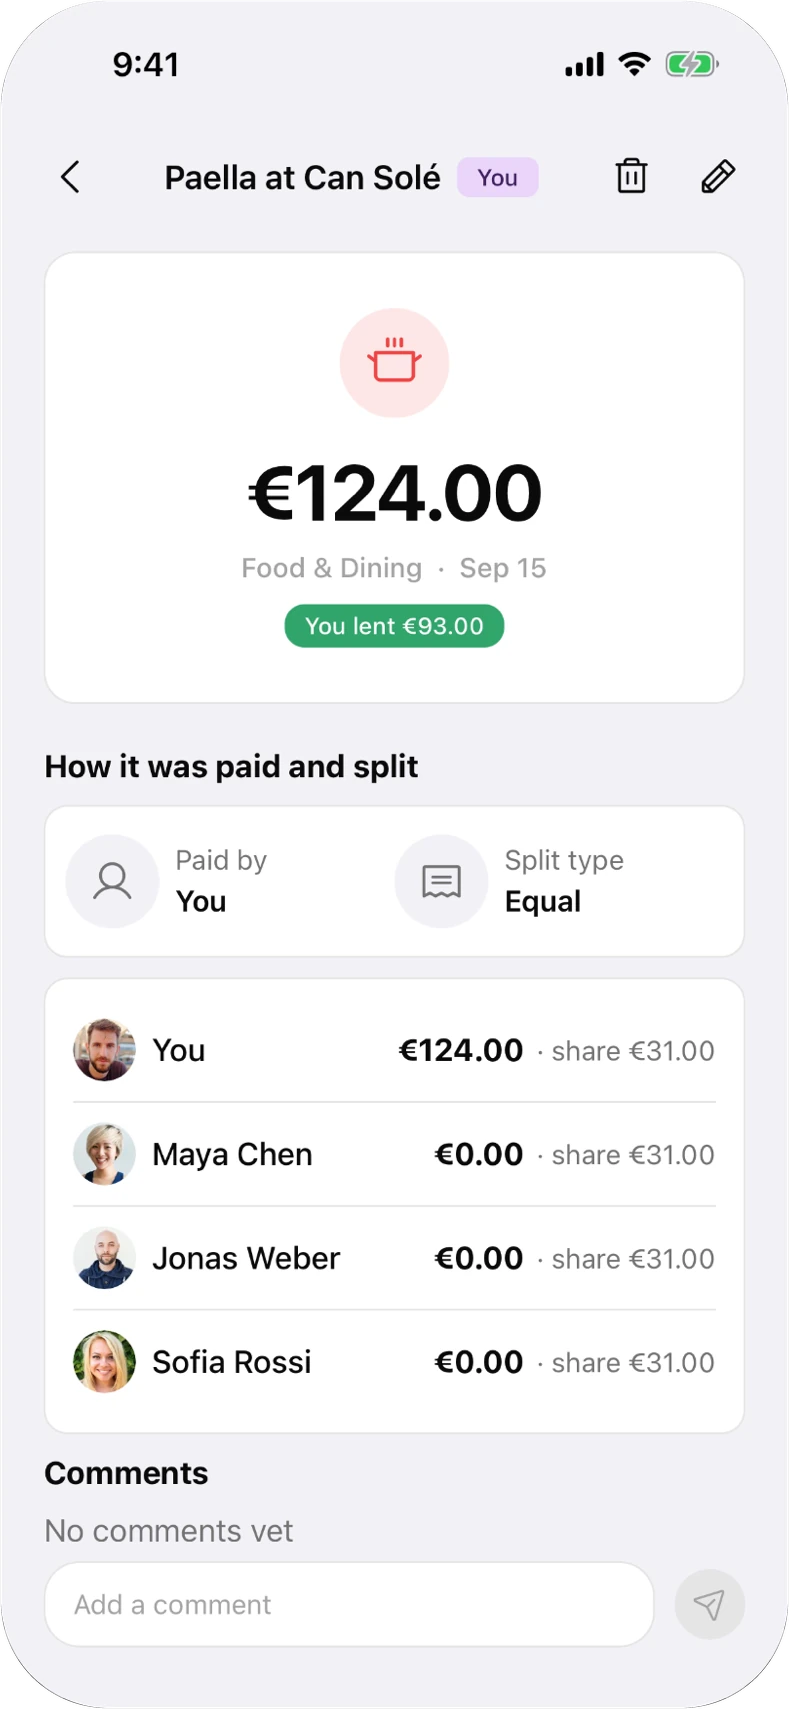 9:41
Paella at Can Solé You
€124.00
Food & Dining · Sep 15
You lent €93.00
How it was paid and split
Paid by
You
Split type
Equal
You €124.00 · share €31.00
Maya Chen €0.00 · share €31.00
Jonas Weber €0.00 · share €31.00
Sofia Rossi €0.00 · share €31.00
Comments
No comments yet
Add a comment